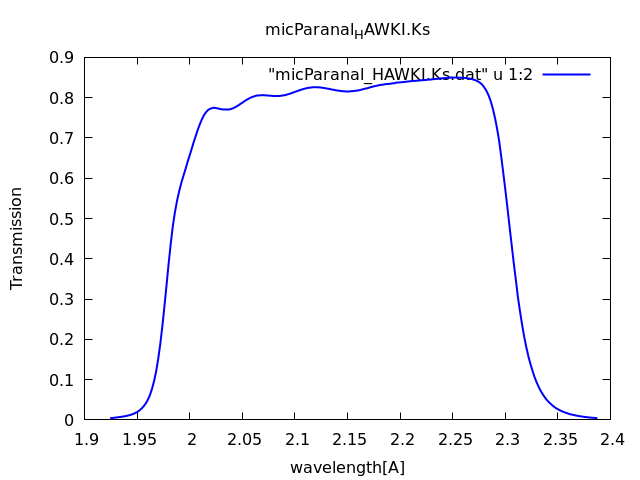 micParanalHAWKI.Ks
"micParanal_HAWKI.Ks.dat" u 1:2
0.9
0.8
0.7
0.6
0.5
0.4
0.3
0.2
0.1
0
Transmission
1.9 1.95 2 2.05 2.1 2.15 2.2 2.25 2.3 2.35 2.4
wavelength[A]